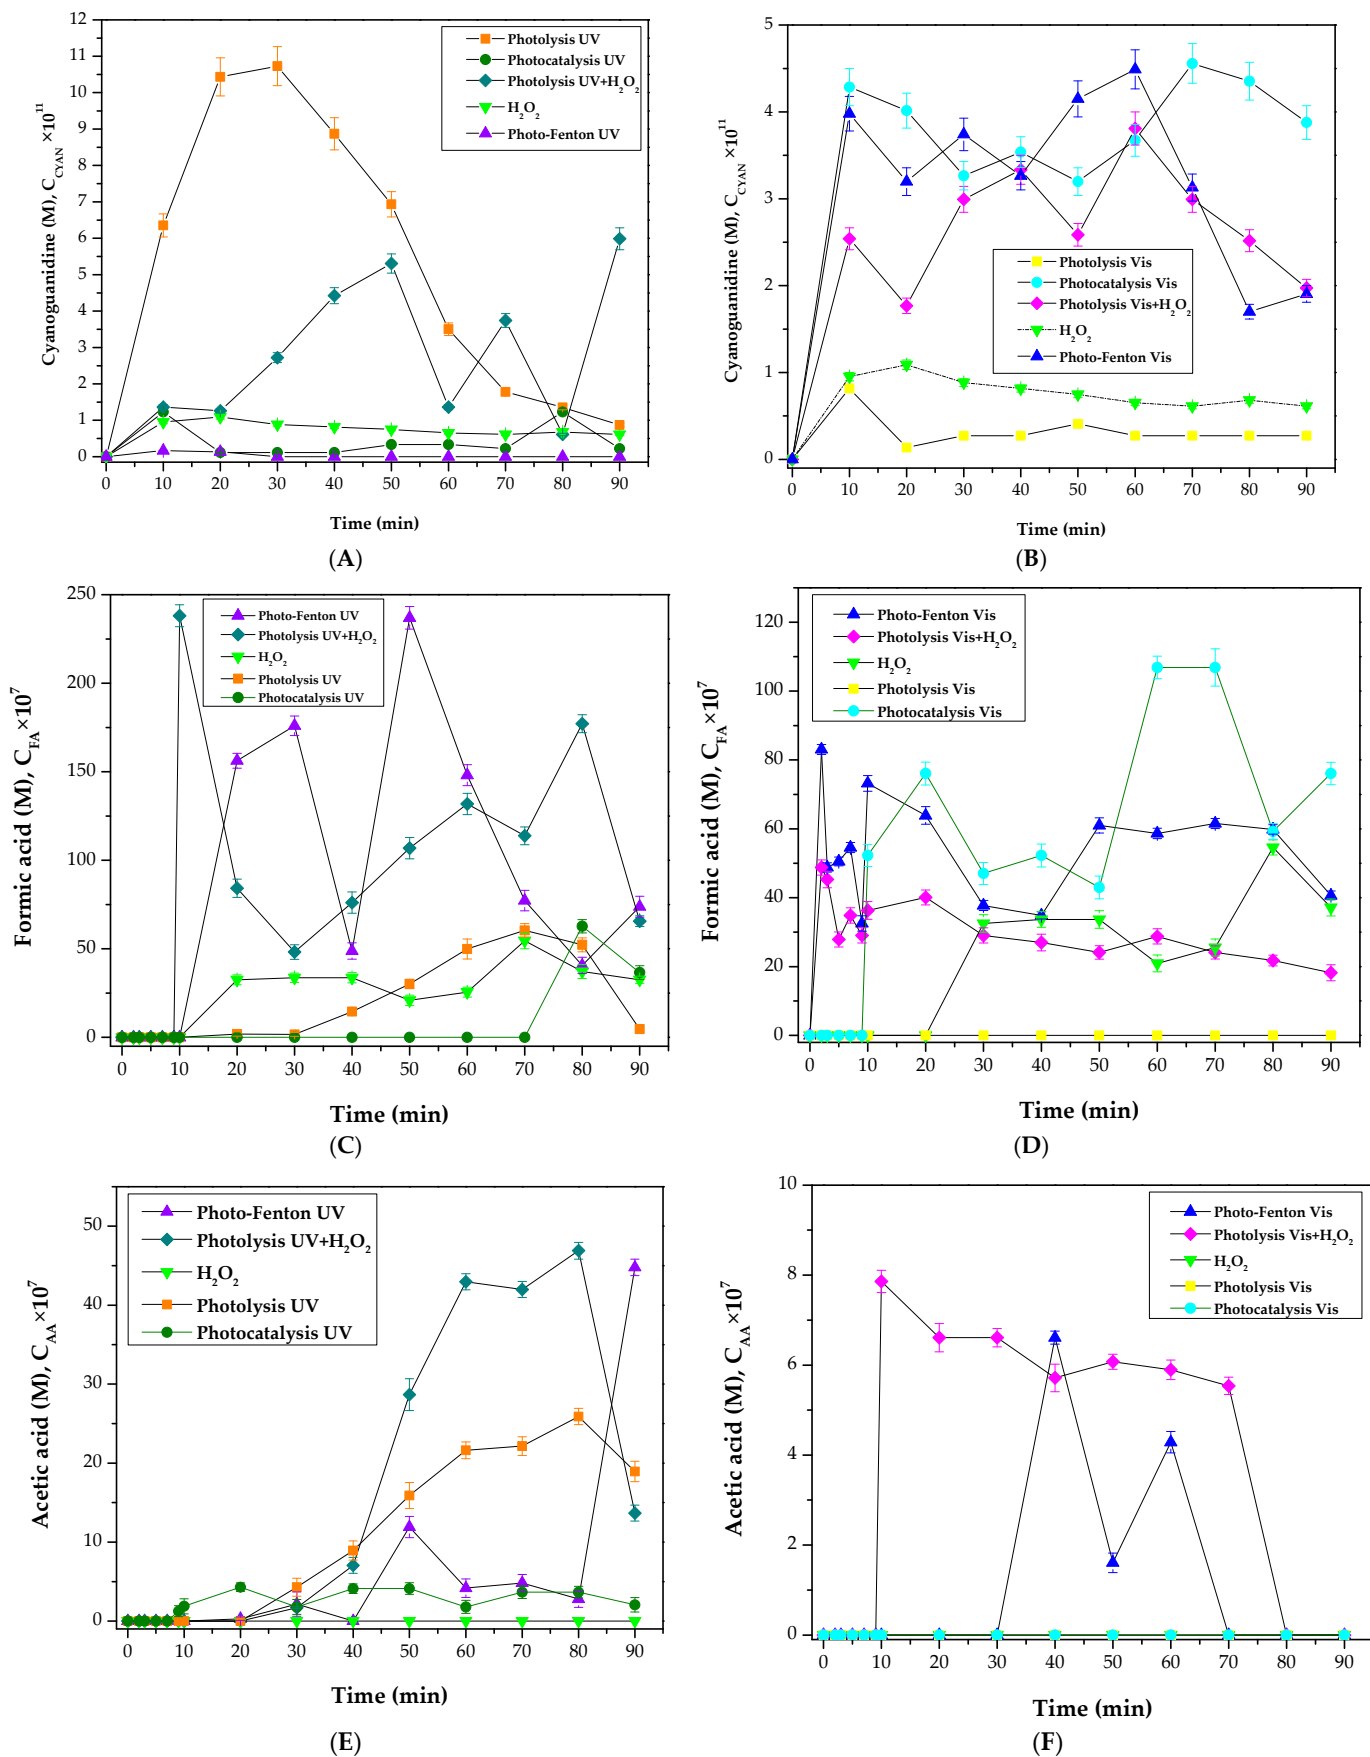 Cyanoguanidine (M), C_CYAN ×10^11
12
11
10
9
8
7
6
5
4
3
2
1
0
Photolysis UV
Photocatalysis UV
Photolysis UV+H₂O₂
H₂O₂
Photo-Fenton UV
0 10 20 30 40 50 60 70 80 90
Time (min)
(A)
Cyanoguanidine (M), C_CYAN ×10^11
5
4
3
2
1
0
Photolysis Vis
Photocatalysis Vis
Photolysis Vis+H₂O₂
H₂O₂
Photo-Fenton Vis
0 10 20 30 40 50 60 70 80 90
Time (min)
(B)
Formic acid (M), C_FA×10^7
250
200
150
100
50
0
Photo-Fenton UV
Photolysis UV+H₂O₂
H₂O₂
Photolysis UV
Photocatalysis UV
0 10 20 30 40 50 60 70 80 90
Time (min)
(C)
Formic acid (M), C_FA×10^7
120
100
80
60
40
20
0
Photo-Fenton Vis
Photolysis Vis+H₂O₂
H₂O₂
Photolysis Vis
Photocatalysis Vis
0 10 20 30 40 50 60 70 80 90
Time (min)
(D)
Acetic acid (M), C_AA×10^7
50
40
30
20
10
0
Photo-Fenton UV
Photolysis UV+H₂O₂
H₂O₂
Photolysis UV
Photocatalysis UV
0 10 20 30 40 50 60 70 80 90
Time (min)
(E)
Acetic acid (M), C_AA×10^7
10
8
6
4
2
0
Photo-Fenton Vis
Photolysis Vis+H₂O₂
H₂O₂
Photolysis Vis
Photocatalysis Vis
0 10 20 30 40 50 60 70 80 90
Time (min)
(F)